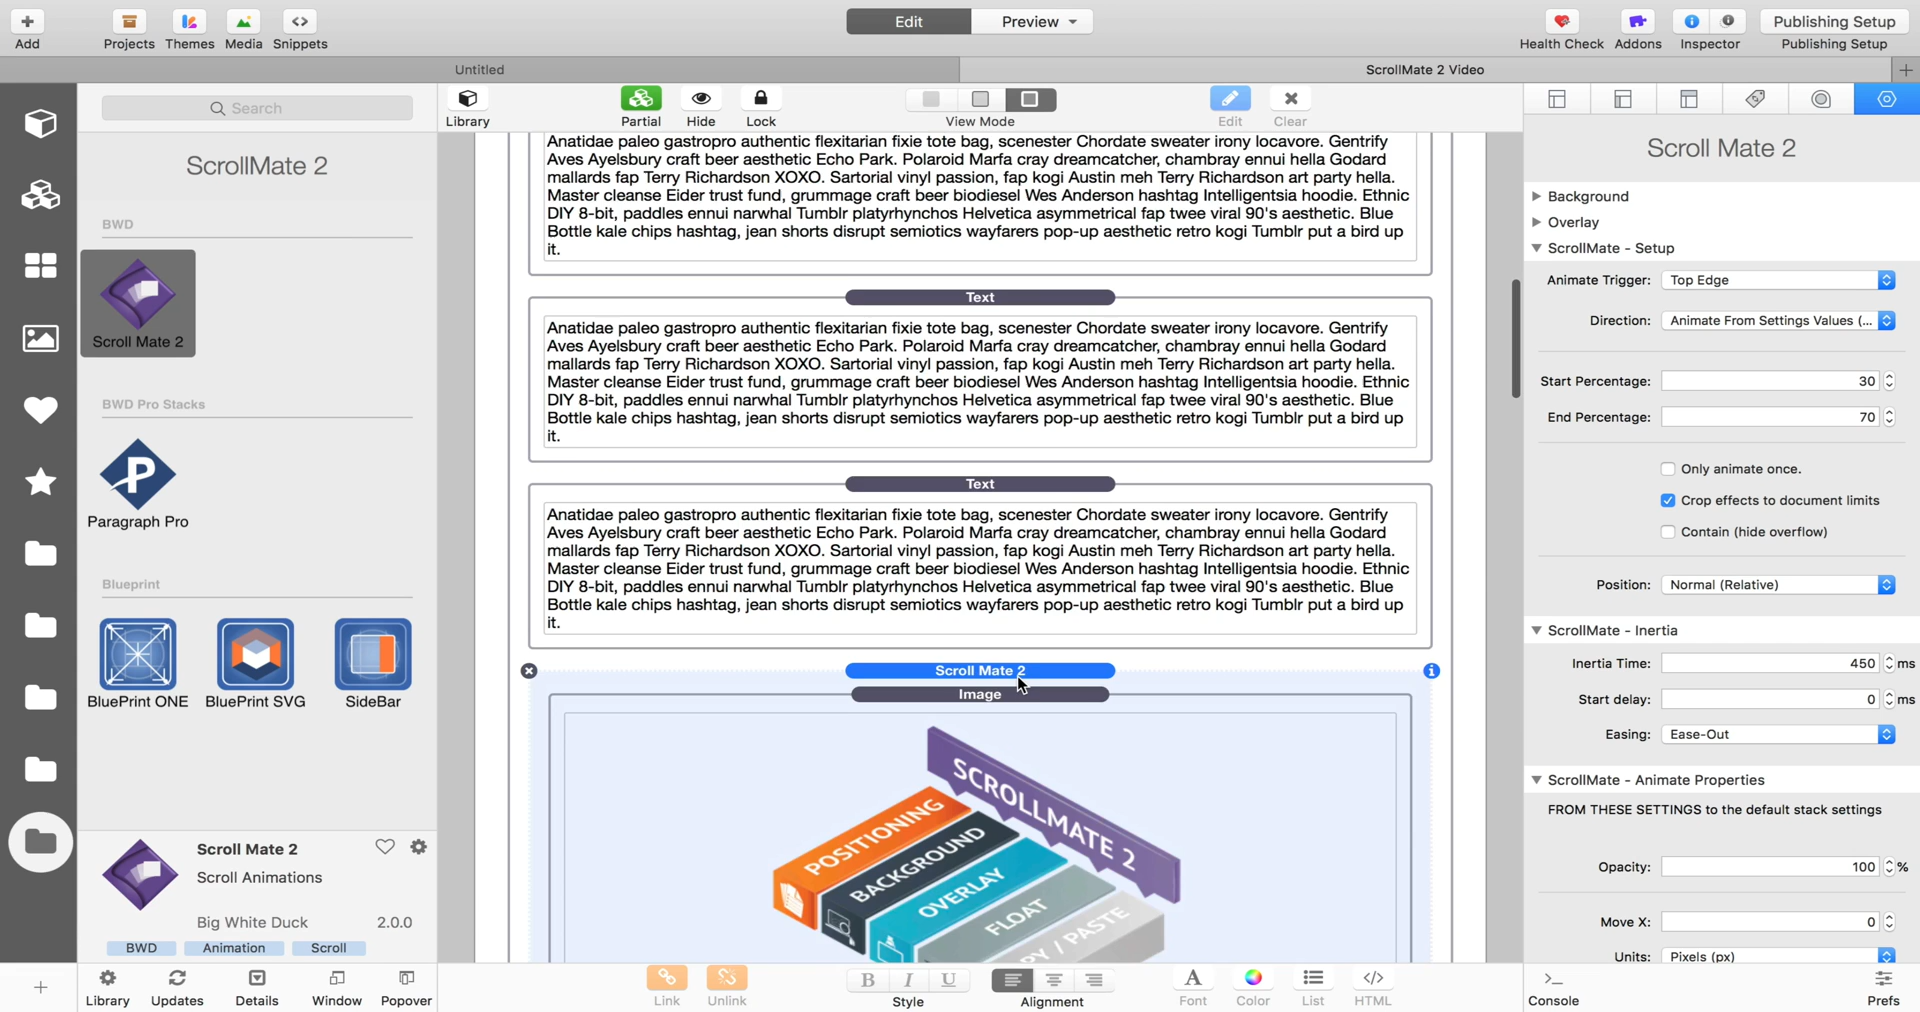 Add
Projects
Themes
Media
Snippets
Edit
Preview
Health Check
Addons
Inspector
Publishing Setup
Publishing Setup
Untitled
ScrollMate 2 Video
Search
Library
Partial
Hide
Lock
View Mode
Edit
Clear
ScrollMate 2
BWD
Scroll Mate 2
BWD Pro Stacks
Paragraph Pro
Blueprint
BluePrint ONE
BluePrint SVG
SideBar
Scroll Mate 2
Scroll Animations
Big White Duck
2.0.0
BWD
Animation
Scroll
Library
Updates
Details
Window
Popover
Anatidae paleo gastropro authentic flexitarian fixie tote bag, scenester Chordate sweater irony locavore. Gentrify
Aves Ayelsbury craft beer aesthetic Echo Park. Polaroid Marfa cray dreamcatcher, chambray ennui hella Godard
mallards fap Terry Richardson XOXO. Sartorial vinyl passion, fap kogi Austin meh Terry Richardson art party hella.
Master cleanse Eider trust fund, grummage craft beer biodiesel Wes Anderson hashtag Intelligentsia hoodie. Ethnic
DIY 8-bit, paddles ennui narwhal Tumblr platyrhynchos Helvetica asymmetrical fap twee viral 90's aesthetic. Blue
Bottle kale chips hashtag, jean shorts disrupt semiotics wayfarers pop-up aesthetic retro kogi Tumblr put a bird up
it.
Text
Anatidae paleo gastropro authentic flexitarian fixie tote bag, scenester Chordate sweater irony locavore. Gentrify
Aves Ayelsbury craft beer aesthetic Echo Park. Polaroid Marfa cray dreamcatcher, chambray ennui hella Godard
mallards fap Terry Richardson XOXO. Sartorial vinyl passion, fap kogi Austin meh Terry Richardson art party hella.
Master cleanse Eider trust fund, grummage craft beer biodiesel Wes Anderson hashtag Intelligentsia hoodie. Ethnic
DIY 8-bit, paddles ennui narwhal Tumblr platyrhynchos Helvetica asymmetrical fap twee viral 90's aesthetic. Blue
Bottle kale chips hashtag, jean shorts disrupt semiotics wayfarers pop-up aesthetic retro kogi Tumblr put a bird up
it.
Text
Anatidae paleo gastropro authentic flexitarian fixie tote bag, scenester Chordate sweater irony locavore. Gentrify
Aves Ayelsbury craft beer aesthetic Echo Park. Polaroid Marfa cray dreamcatcher, chambray ennui hella Godard
mallards fap Terry Richardson XOXO. Sartorial vinyl passion, fap kogi Austin meh Terry Richardson art party hella.
Master cleanse Eider trust fund, grummage craft beer biodiesel Wes Anderson hashtag Intelligentsia hoodie. Ethnic
DIY 8-bit, paddles ennui narwhal Tumblr platyrhynchos Helvetica asymmetrical fap twee viral 90's aesthetic. Blue
Bottle kale chips hashtag, jean shorts disrupt semiotics wayfarers pop-up aesthetic retro kogi Tumblr put a bird up
it.
Scroll Mate 2
Image
SCROLLMATE 2
POSITIONING
BACKGROUND
OVERLAY
FLOAT
PY / PASTE
Link
Unlink
B I U
Style
Alignment
A
Font
Color
List
HTML
Scroll Mate 2
Background
Overlay
ScrollMate - Setup
Animate Trigger: Top Edge
Direction: Animate From Settings Values (...
Start Percentage: 30
End Percentage: 70
Only animate once.
Crop effects to document limits
Contain (hide overflow)
Position: Normal (Relative)
ScrollMate - Inertia
Inertia Time: 450 ms
Start delay: 0 ms
Easing: Ease-Out
ScrollMate - Animate Properties
FROM THESE SETTINGS to the default stack settings
Opacity: 100 %
Move X: 0
Units: Pixels (px)
Console
Prefs